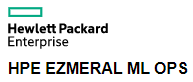 Hewlett Packard
Enterprise
HPE EZMERAL ML OPS